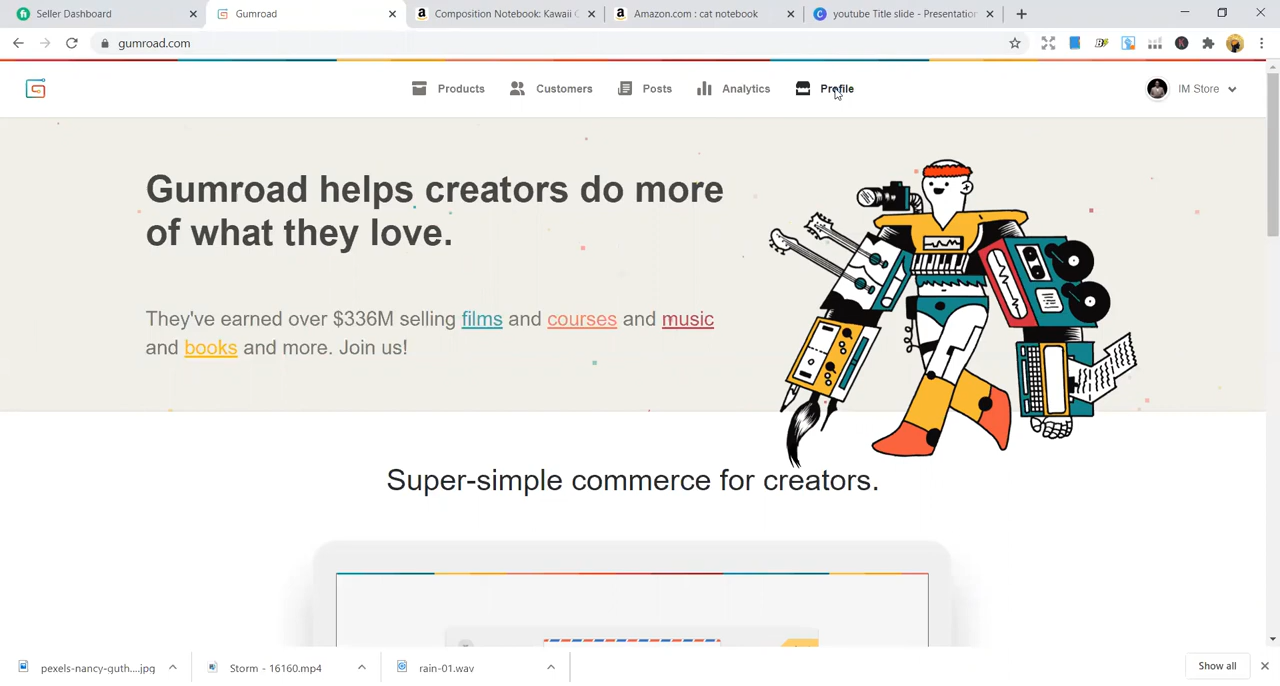 Seller Dashboard
Gumroad
Composition Notebook: Kawaii C
Amazon.com : cat notebook
youtube Title slide - Presentation
gumroad.com
Products
Customers
Posts
Analytics
Profile
IM Store
Gumroad helps creators do more
of what they love.
They've earned over $336M selling films and courses and music
and books and more. Join us!
Super-simple commerce for creators.
pexels-nancy-guth....jpg
Storm - 16160.mp4
rain-01.wav
Show all